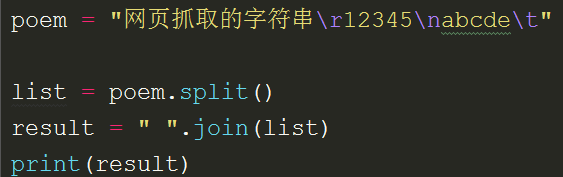 poem = "网页抓取的字符串\r12345\nabcde\t"
list = poem.split()
result = " ".join(list)
print(result)